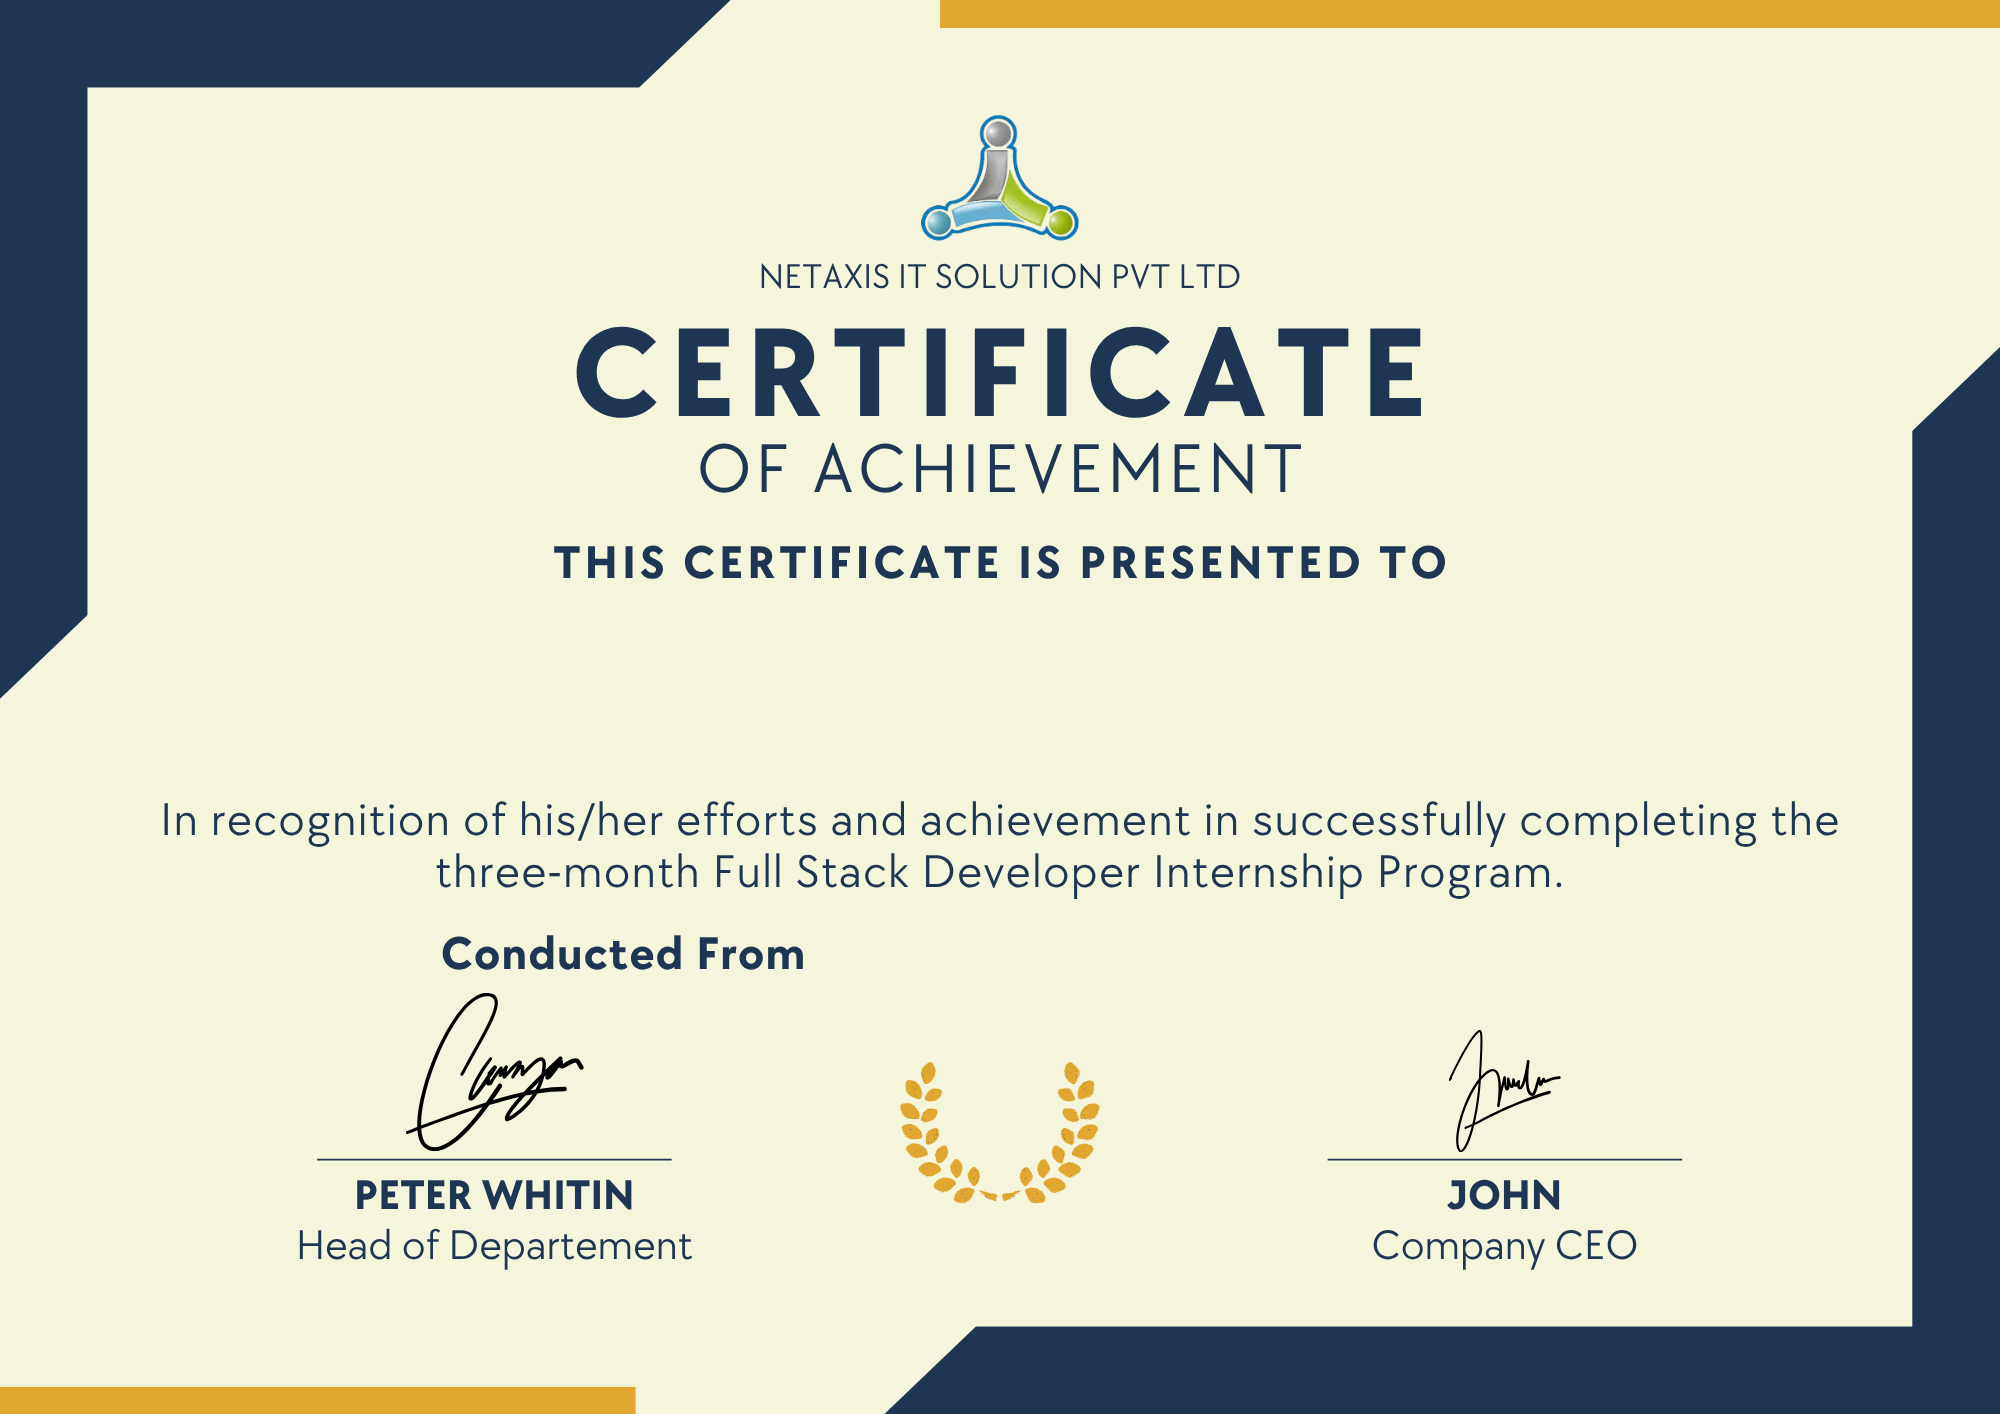 NETAXIS IT SOLUTION PVT LTD
CERTIFICATE
OF ACHIEVEMENT
THIS CERTIFICATE IS PRESENTED TO
In recognition of his/her efforts and achievement in successfully completing the
three-month Full Stack Developer Internship Program.
Conducted From
PETER WHITIN
Head of Departement
JOHN
Company CEO